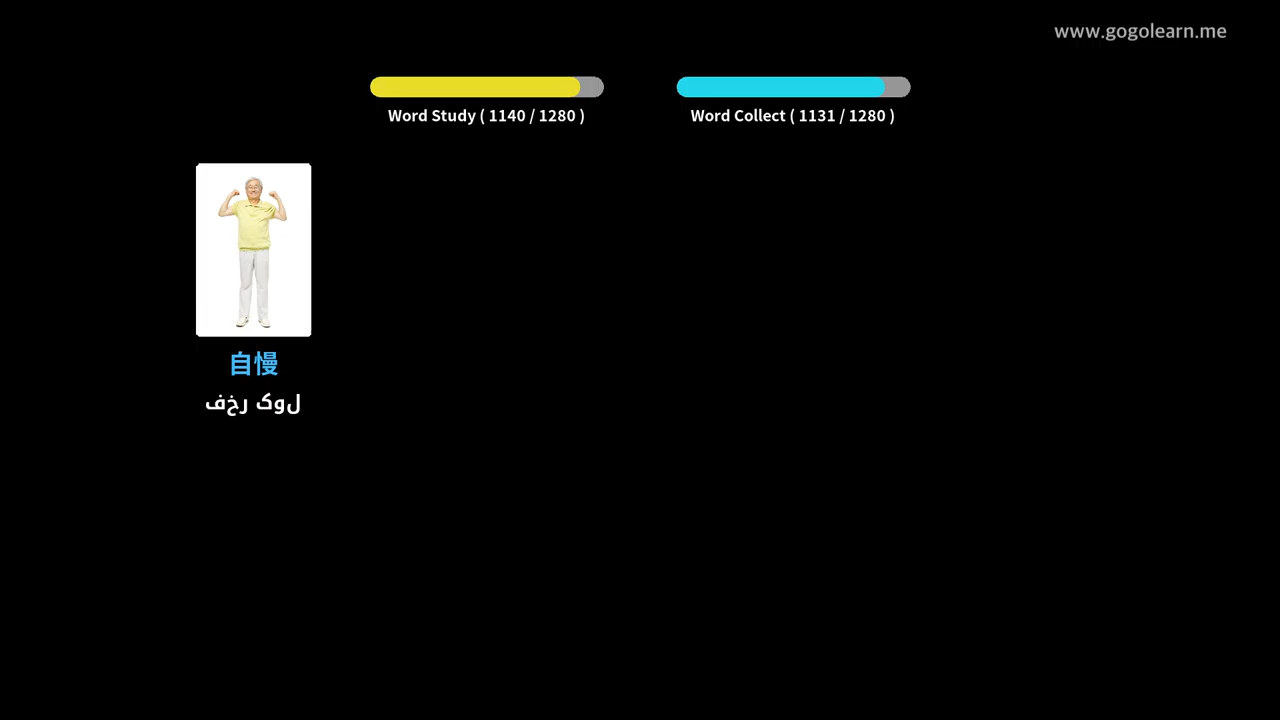 www.gogolearn.me
Word Study ( 1140 / 1280 )
Word Collect ( 1131 / 1280 )
自慢
فخر کول